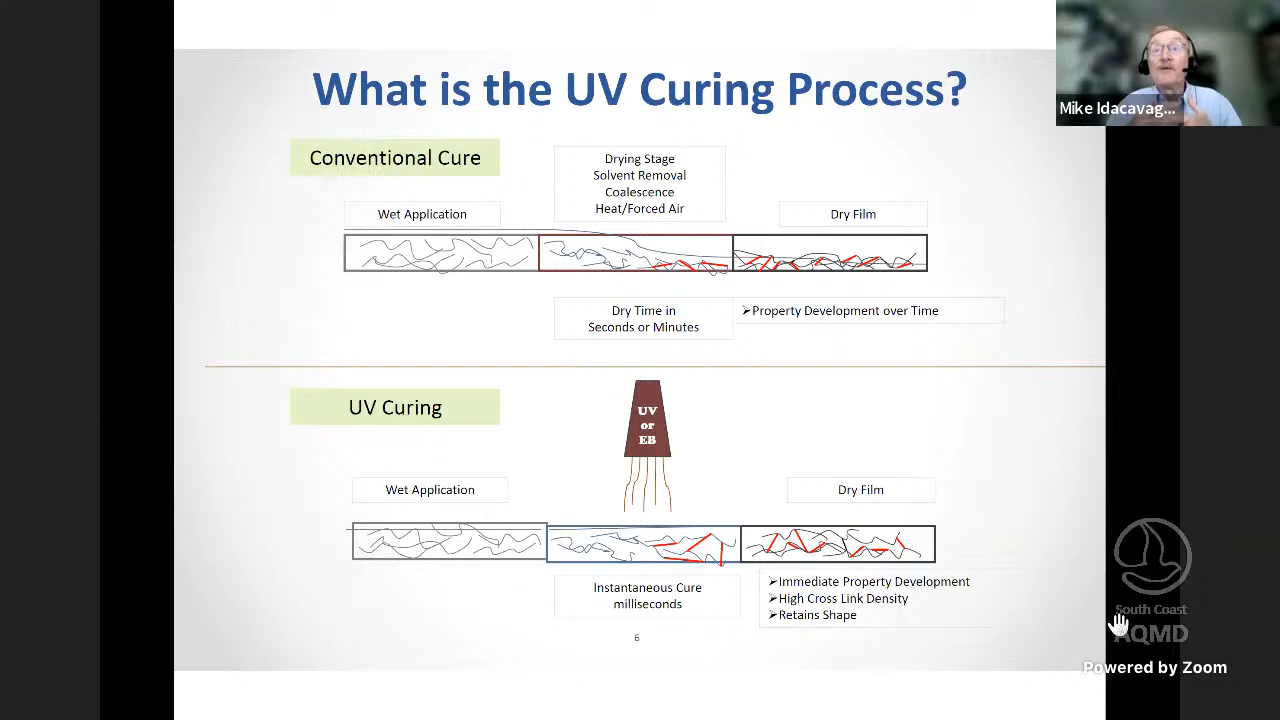 What is the UV Curing Process?
Mike Idacavag...
Conventional Cure
Drying Stage
Solvent Removal
Coalescence
Heat/Forced Air
Wet Application
Dry Film
Dry Time in
Seconds or Minutes
➢Property Development over Time
UV Curing
UV
or
EB
Wet Application
Dry Film
Instantaneous Cure
milliseconds
➢Immediate Property Development
➢High Cross Link Density
➢Retains Shape
6
South Coast
AQMD
Powered by Zoom